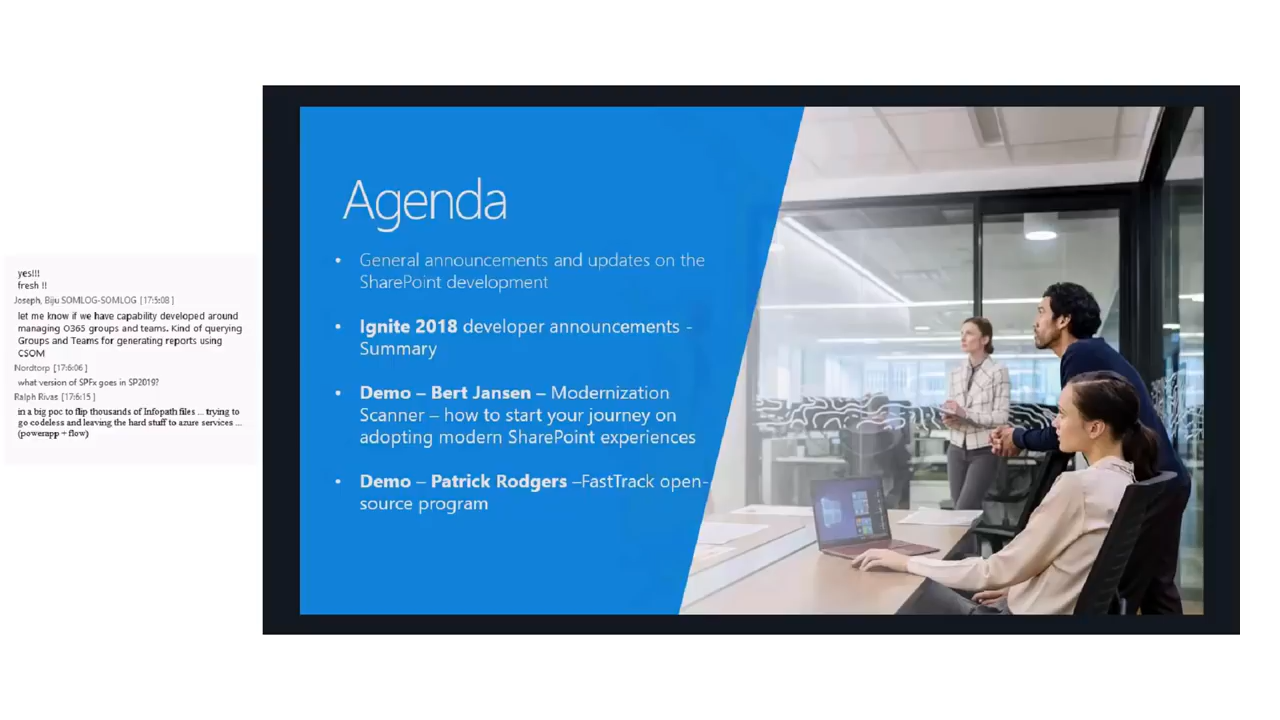 yes!!!
fresh !!
Joseph, Biju SOMLOG-SOMLOG [17:5:08]
let me know if we have capability developed around
managing O365 groups and teams. Kind of querying
Groups and Teams for generating reports using
CSOM
Nordtorp [17:6:06]
what version of SPFx goes in SP2019?
Ralph Rivas [17:6:15]
in a big poc to flip thousands of Infopath files ... trying to
go codeless and leaving the hard stuff to azure services ...
(powerapp + flow)
Agenda
• General announcements and updates on the
SharePoint development
• Ignite 2018 developer announcements -
Summary
• Demo – Bert Jansen – Modernization
Scanner – how to start your journey on
adopting modern SharePoint experiences
• Demo – Patrick Rodgers –FastTrack open-
source program